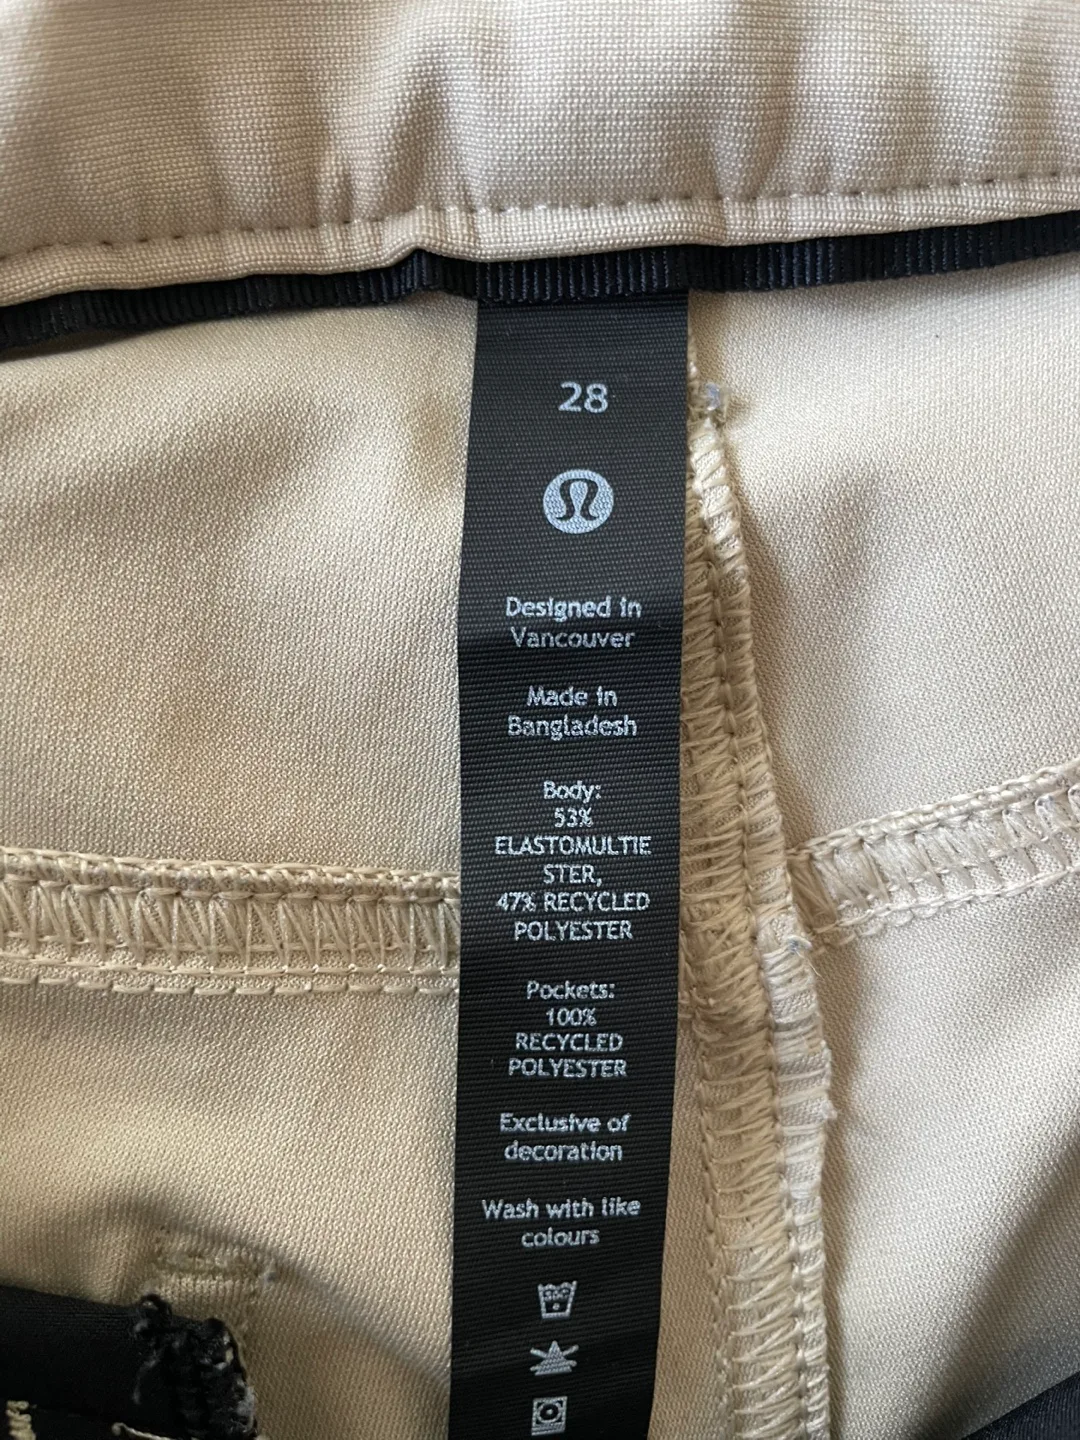 28
Designed in
Vancouver
Made in
Bangladesh
Body:
53%
ELASTOMULTIE
STER,
47% RECYCLED
POLYESTER
Pockets:
100%
RECYCLED
POLYESTER
Exclusive of
decoration
Wash with like
colours